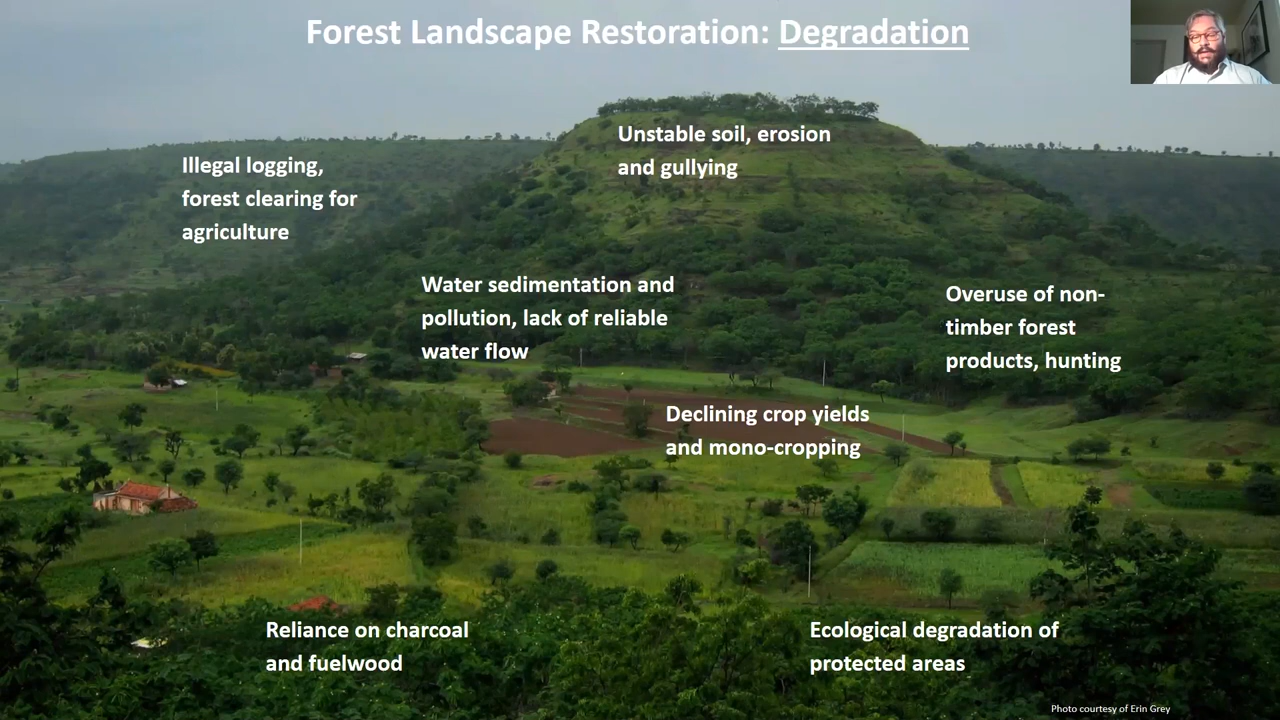 Forest Landscape Restoration: Degradation
Unstable soil, erosion
and gullying
Illegal logging,
forest clearing for
agriculture
Water sedimentation and
pollution, lack of reliable
water flow
Overuse of non-
timber forest
products, hunting
Declining crop yields
and mono-cropping
Reliance on charcoal
and fuelwood
Ecological degradation of
protected areas
Photo courtesy of Erin Grey